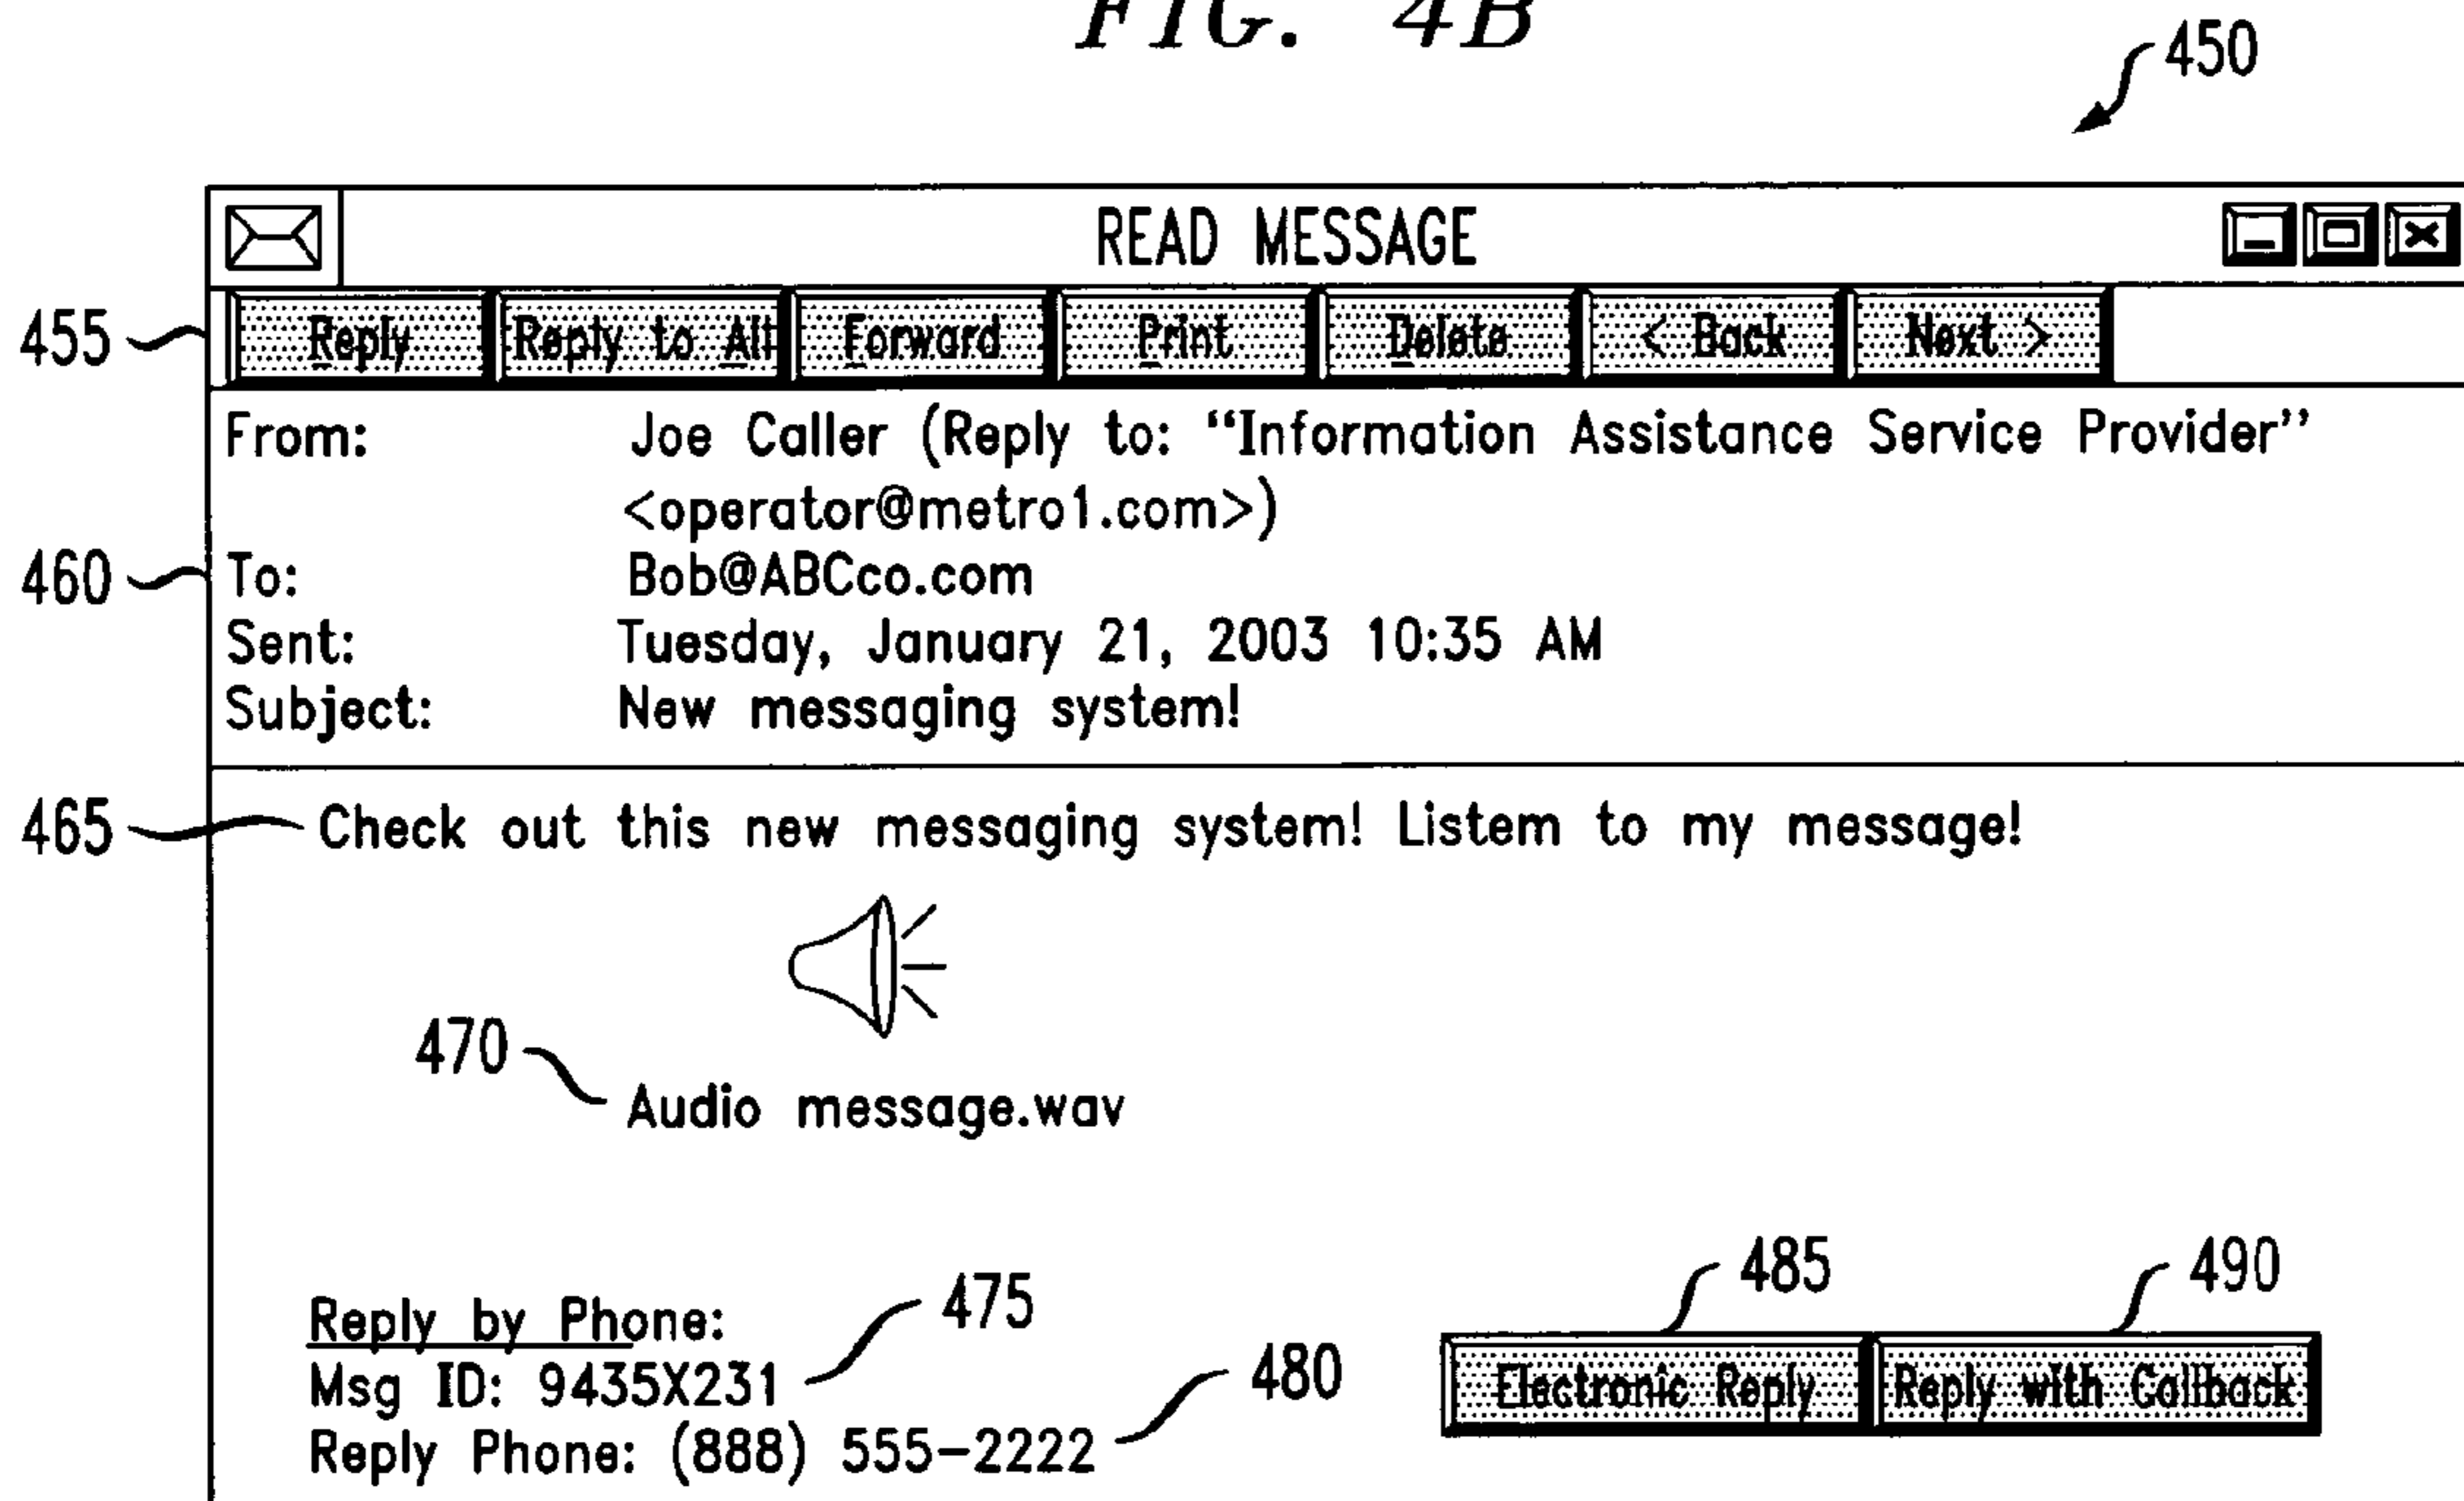 FIG. 4B
450
READ MESSAGE
455 Reply Reply to All Forward Print Delete < Back Next >
From: Joe Caller (Reply to: “Information Assistance Service Provider”
<operator@metro1.com>)
460 To: Bob@ABCco.com
Sent: Tuesday, January 21, 2003 10:35 AM
Subject: New messaging system!
465 Check out this new messaging system! Listem to my message!
470
Audio message.wav
485 490
Reply by Phone: 475
Msg ID: 9435X231 480 Electronic Reply Reply with Callback
Reply Phone: (888) 555-2222